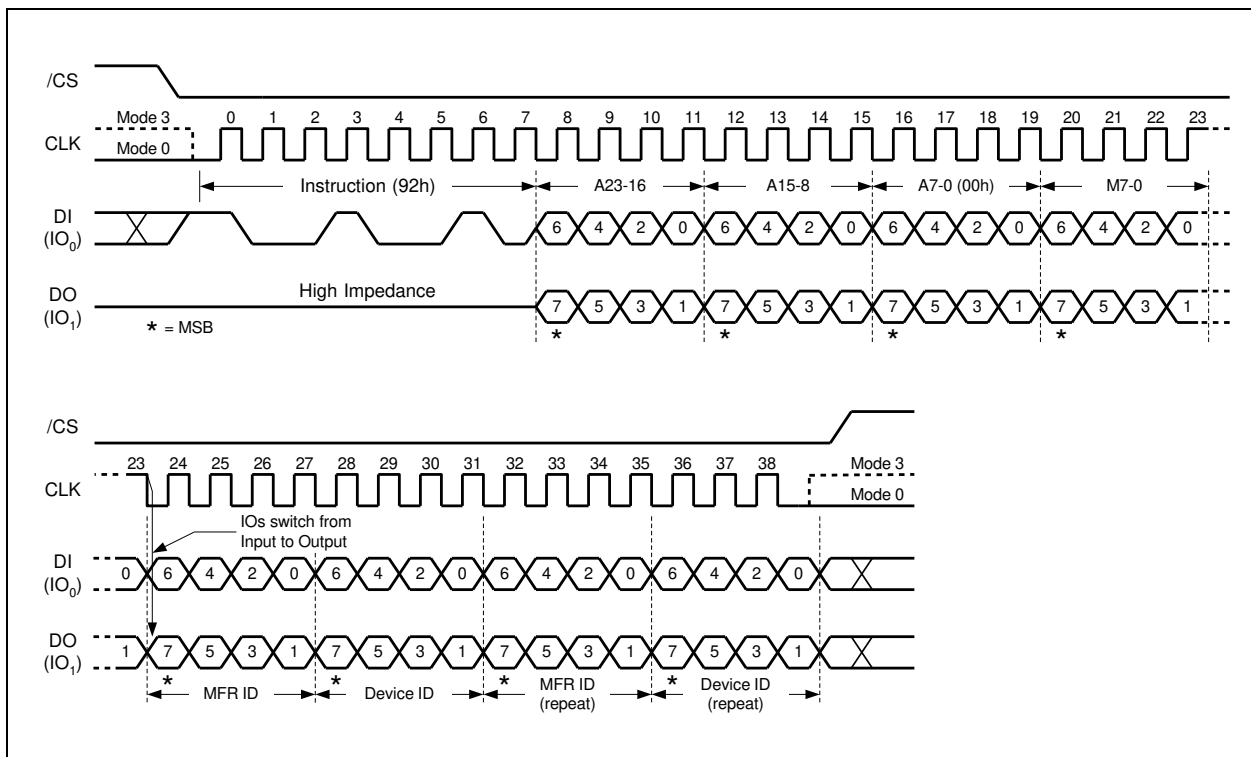 /CS
Mode 3 0 1 2 3 4 5 6 7 8 9 10 11 12 13 14 15 16 17 18 19 20 21 22 23
CLK
Mode 0
Instruction (92h) A23-16 A15-8 A7-0 (00h) M7-0
DI
(IO0) 6 4 2 0 6 4 2 0 6 4 2 0 6 4 2 0
High Impedance
DO
(IO1) 7 5 3 1 7 5 3 1 7 5 3 1 7 5 3 1
* = MSB * * * *
/CS
23 24 25 26 27 28 29 30 31 32 33 34 35 36 37 38 Mode 3
CLK
Mode 0
IOs switch from
Input to Output
DI
(IO0) 0 6 4 2 0 6 4 2 0 6 4 2 0 6 4 2 0
DO
(IO1) 1 7 5 3 1 7 5 3 1 7 5 3 1 7 5 3 1
* * * *
MFR ID Device ID MFR ID
(repeat) Device ID
(repeat)